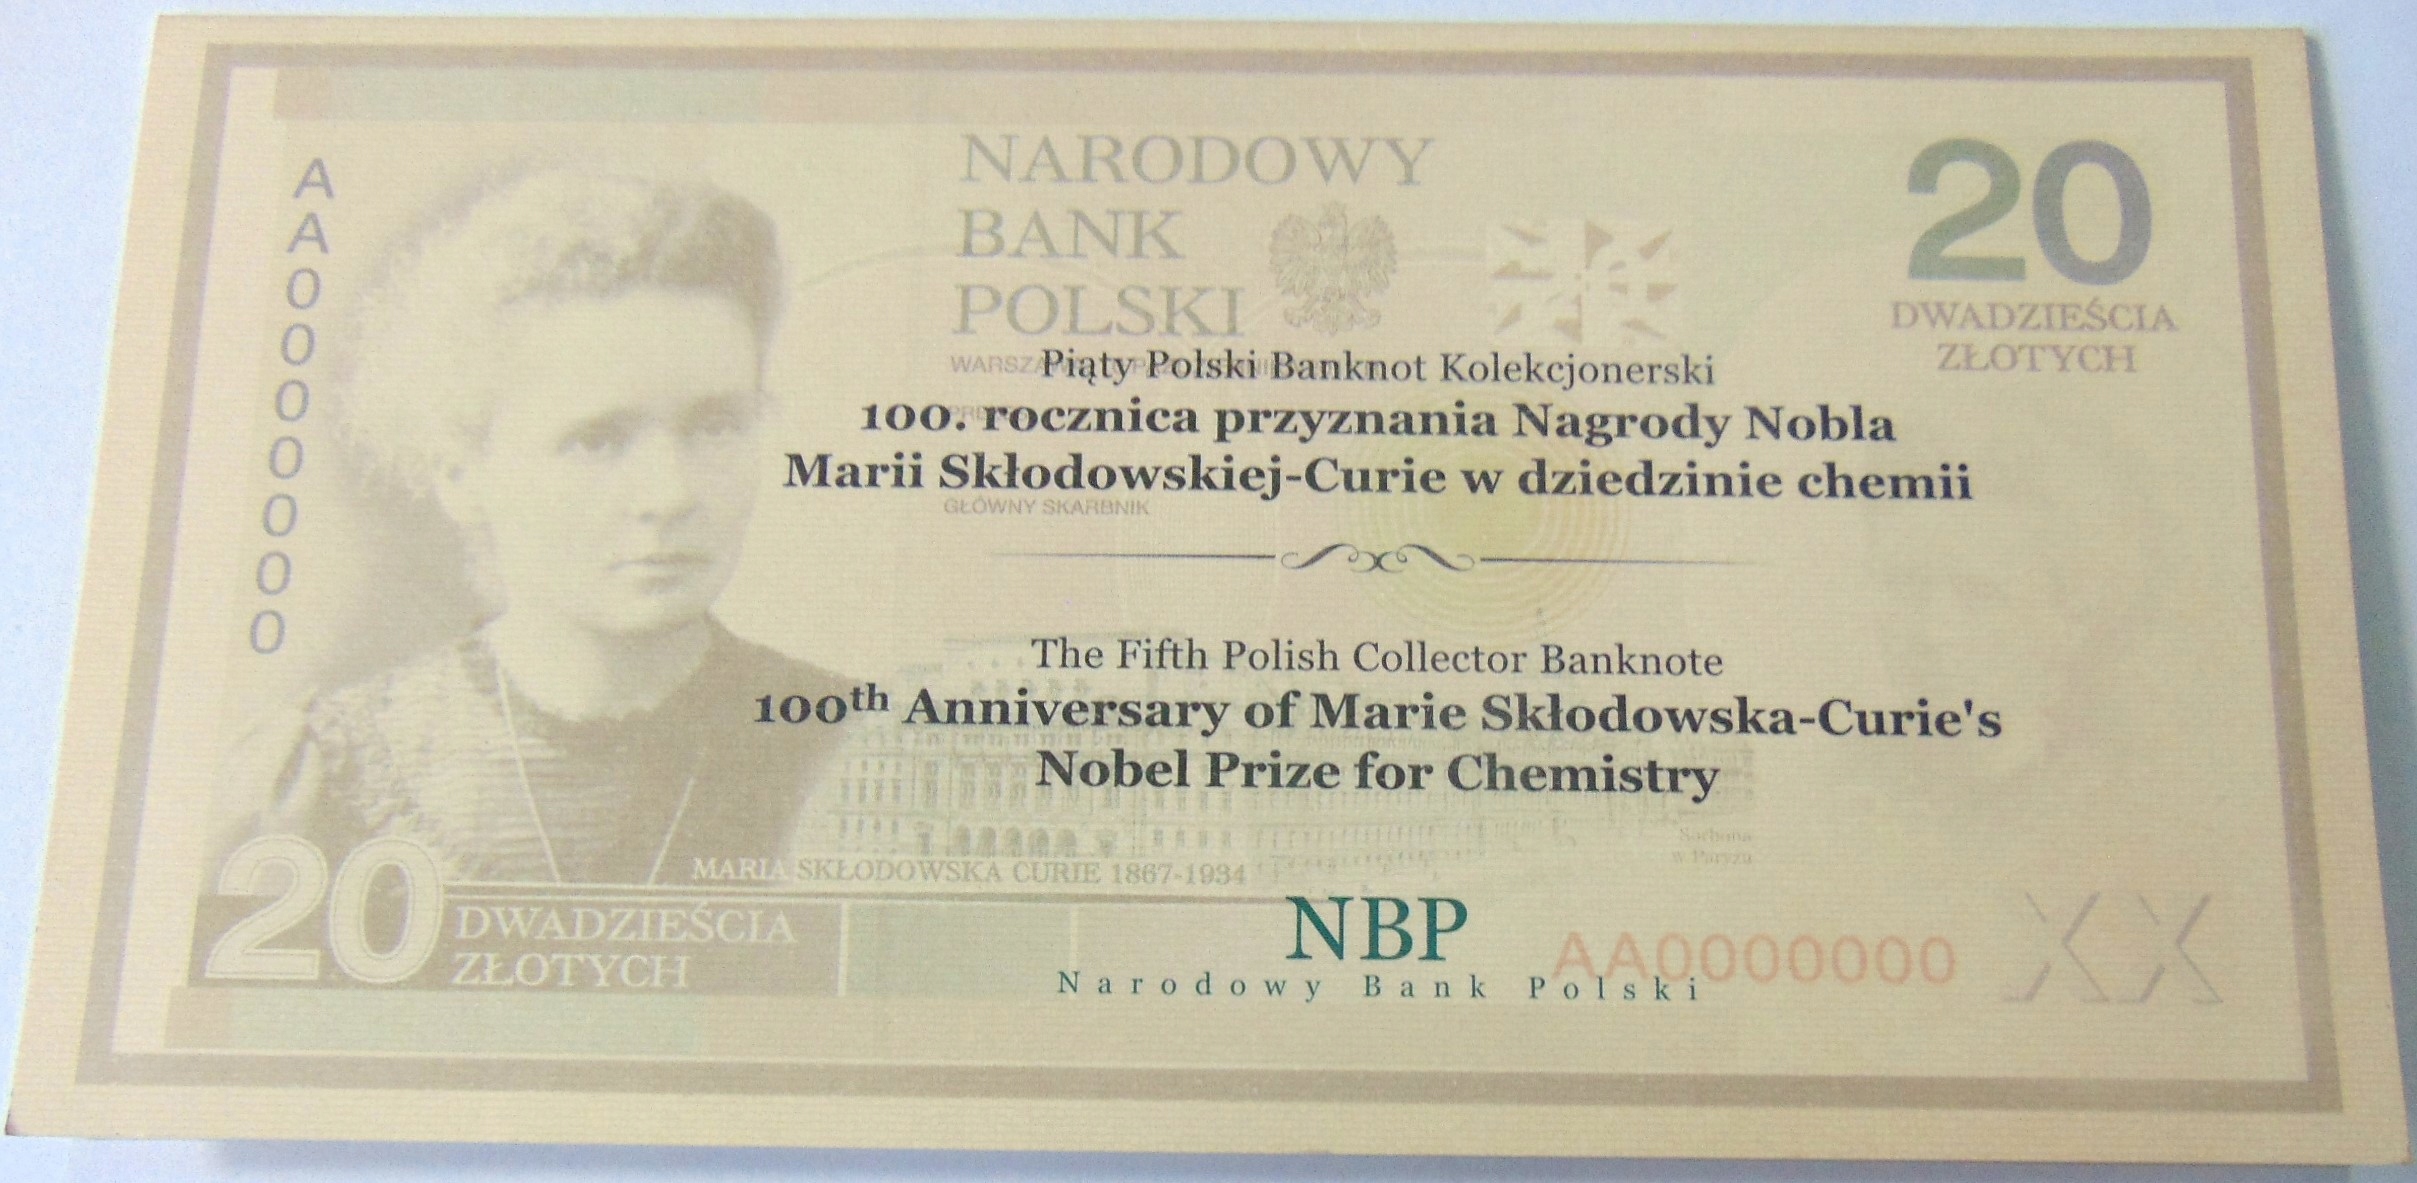 A
A
0
0
0
0
0
0
0
NARODOWY
BANK
POLSKI
20
DWADZIEŚCIA
ZŁOTYCH
Piąty Polski Banknot Kolekcjonerski
100. rocznica przyznania Nagrody Nobla
Marii Skłodowskiej-Curie w dziedzinie chemii
GŁÓWNY SKARBNIK
The Fifth Polish Collector Banknote
100th Anniversary of Marie Skłodowska-Curie's
Nobel Prize for Chemistry
Sorbona
w Paryżu
MARIA SKŁODOWSKA CURIE 1867-1934
20 DWADZIEŚCIA
ZŁOTYCH
NBP
Narodowy Bank Polski
AA0000000